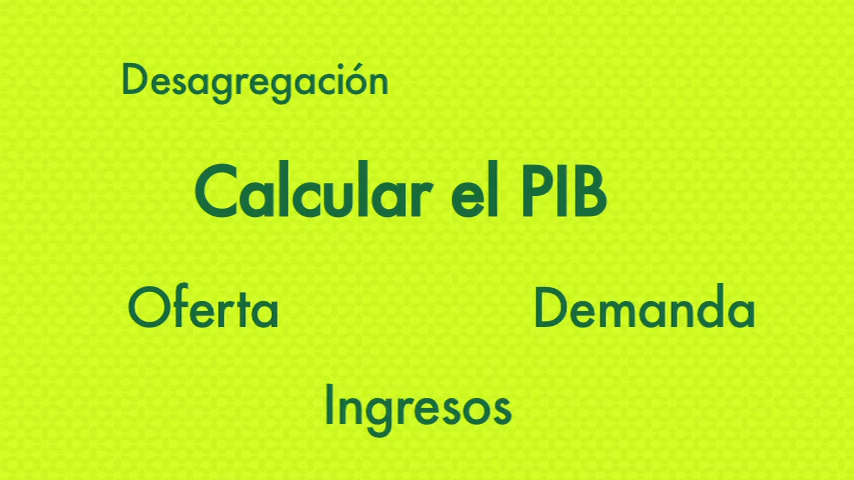 Desagregación
Calcular el PIB
Oferta
Demanda
Ingresos